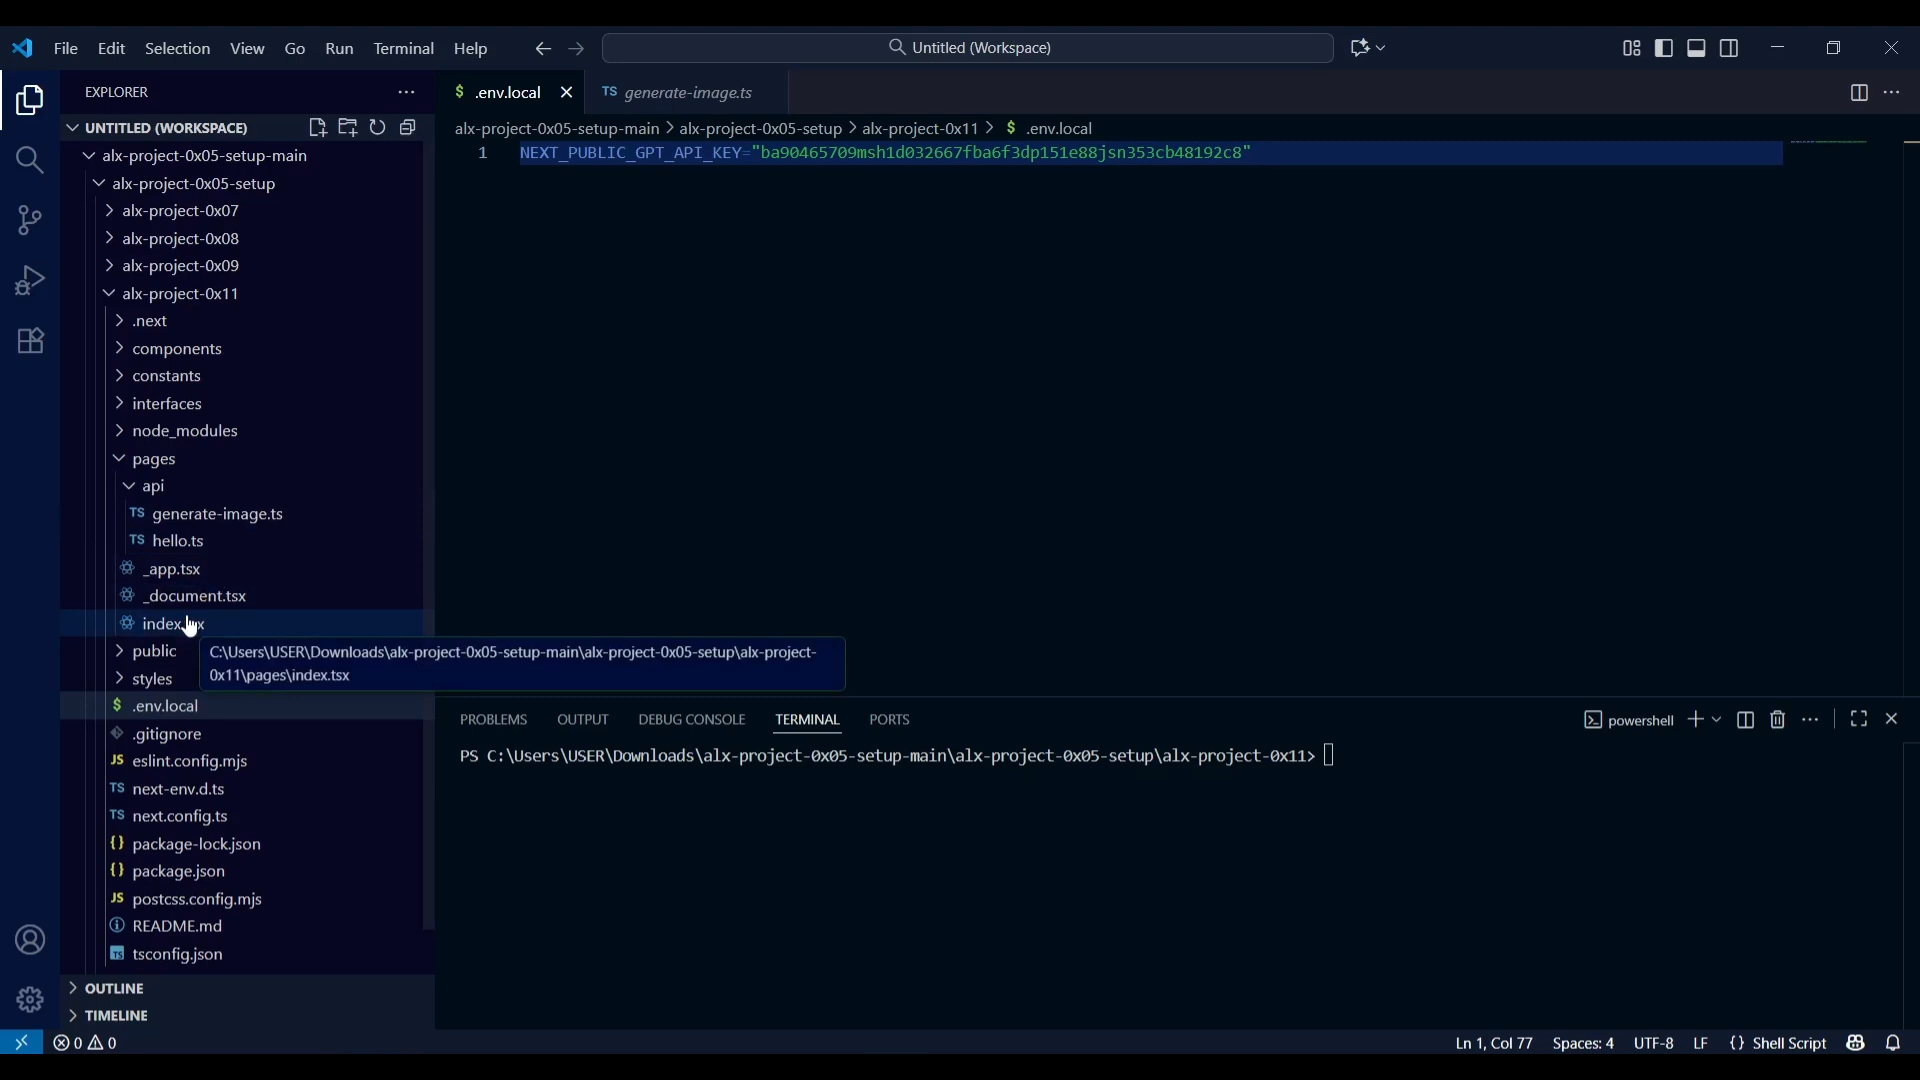 File Edit Selection View Go Run Terminal Help
Untitled (Workspace)
EXPLORER
.env.local
TS generate-image.ts
UNTITLED (WORKSPACE)
alx-project-0x05-setup-main > alx-project-0x05-setup > alx-project-0x11 > $ .env.local
1 NEXT_PUBLIC_GPT_API_KEY="ba90465709msh1d032667fba6f3dp151e88jsn353cb48192c8"
alx-project-0x05-setup-main
alx-project-0x05-setup
alx-project-0x07
alx-project-0x08
alx-project-0x09
alx-project-0x11
.next
components
constants
interfaces
node_modules
pages
api
TS generate-image.ts
TS hello.ts
_app.tsx
_document.tsx
public
styles
$ .env.local
.gitignore
JS eslint.config.mjs
TS next-env.d.ts
TS next.config.ts
{} package-lock.json
{} package.json
JS postcss.config.mjs
README.md
TS tsconfig.json
OUTLINE
TIMELINE
C:\Users\USER\Downloads\alx-project-0x05-setup-main\alx-project-0x05-setup\alx-project-
0x11\pages\index.tsx
PROBLEMS OUTPUT DEBUG CONSOLE TERMINAL PORTS
powershell
PS C:\Users\USER\Downloads\alx-project-0x05-setup-main\alx-project-0x05-setup\alx-project-0x11>
0 0
Ln 1, Col 77 Spaces: 4 UTF-8 LF {} Shell Script